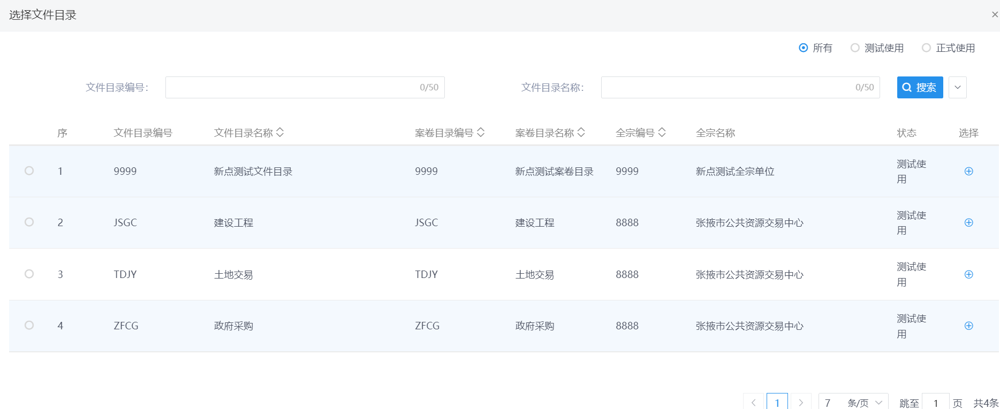 选择文件目录
所有 测试使用 正式使用
文件目录编号： 0/50 文件目录名称： 0/50 搜索
序 文件目录编号 文件目录名称 案卷目录编号 案卷目录名称 全宗编号 全宗名称 状态 选择
1 9999 新点测试文件目录 9999 新点测试案卷目录 9999 新点测试全宗单位 测试使
用
2 JSGC 建设工程 JSGC 建设工程 8888 张掖市公共资源交易中心 测试使
用
3 TDJY 土地交易 TDJY 土地交易 8888 张掖市公共资源交易中心 测试使
用
4 ZFCG 政府采购 ZFCG 政府采购 8888 张掖市公共资源交易中心 测试使
用
1 7 条/页 跳至 1 页 共4条